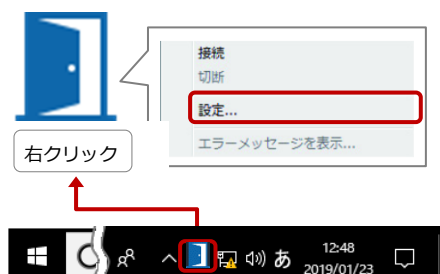 接続
切断
設定...
エラーメッセージを表示...
右クリック
あ
12:48
2019/01/23